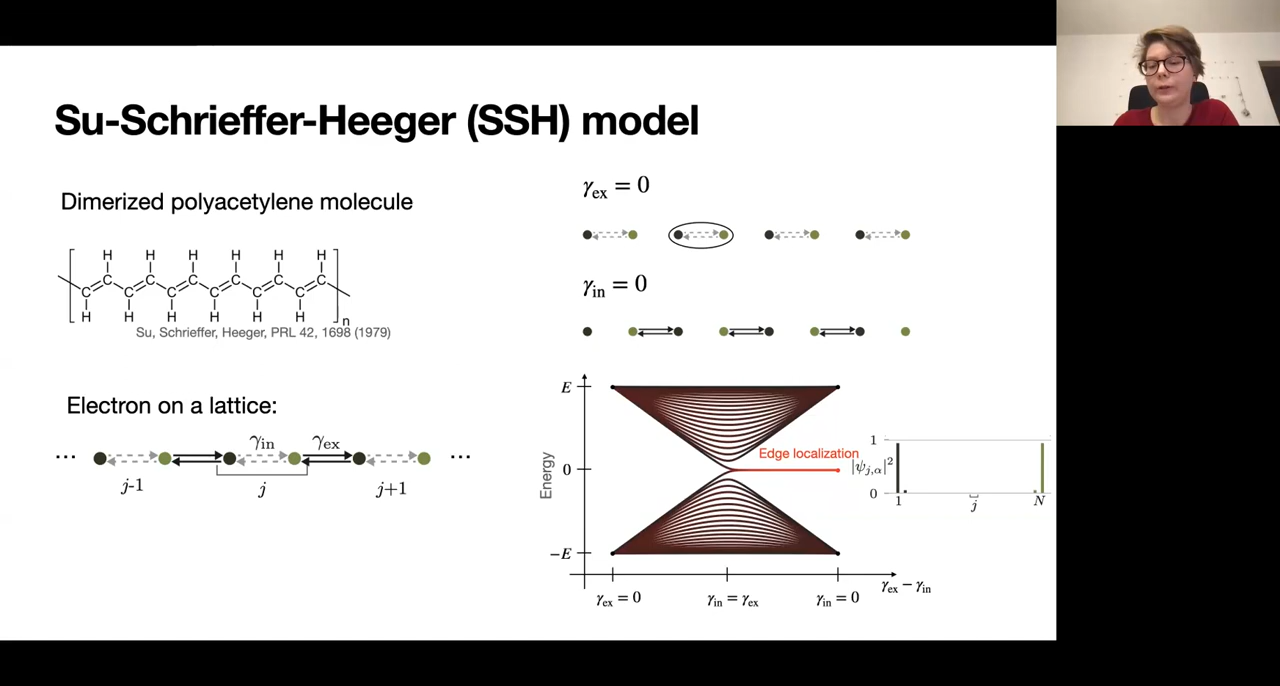 Su-Schrieffer-Heeger (SSH) model
Dimerized polyacetylene molecule
H H H H H H
C C C C C C
C C C C C C
H H H H H H
n
Su, Schrieffer, Heeger, PRL 42, 1698 (1979)
Electron on a lattice:
γin γex
... ...
j-1 j j+1
γex = 0
γin = 0
E
0
−E
Energy
Edge localization
γex = 0 γin = γex γin = 0
γex − γin
|ψj,α|²
1
0
1 j N